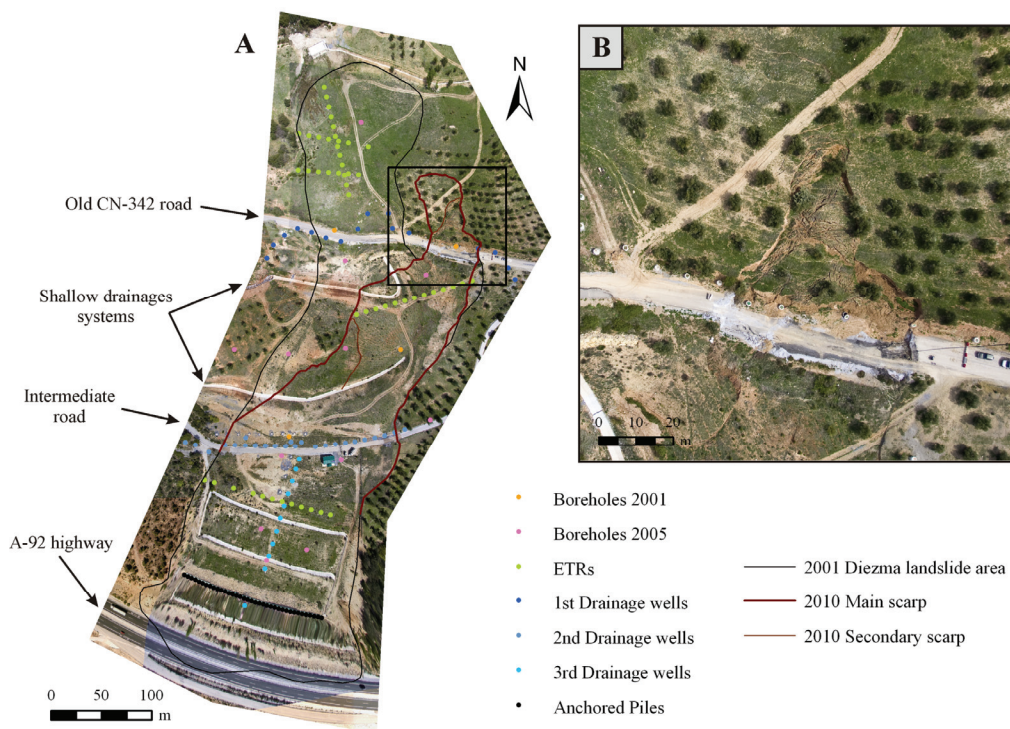 A
B
N
Old CN-342 road
Shallow drainages
systems
Intermediate
road
A-92 highway
0 50 100
m
0 10 20
m
Boreholes 2001
Boreholes 2005
ETRs
1st Drainage wells
2nd Drainage wells
3rd Drainage wells
Anchored Piles
2001 Diezma landslide area
2010 Main scarp
2010 Secondary scarp